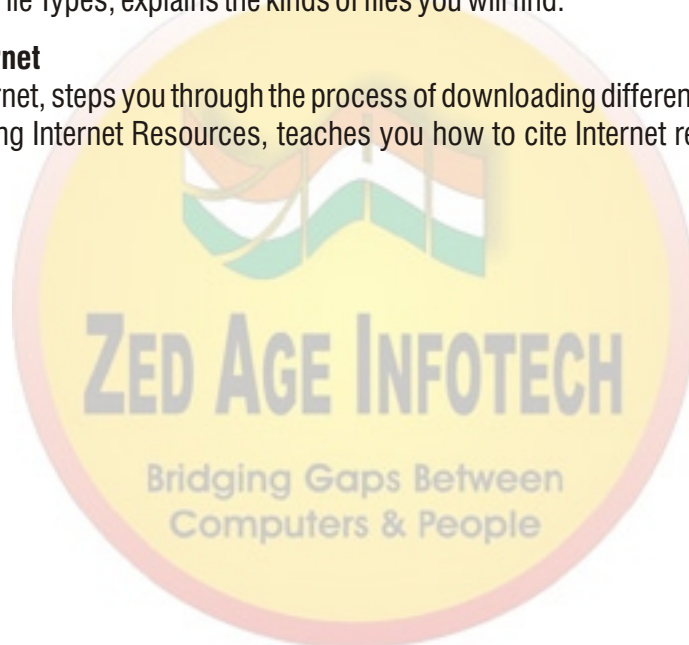 ile Types, explains the kinds of files you will find.
rnet
rnet, steps you through the process of downloading differen
ng Internet Resources, teaches you how to cite Internet re
ZED AGE INFOTECH
Bridging Gaps Between
Computers & People